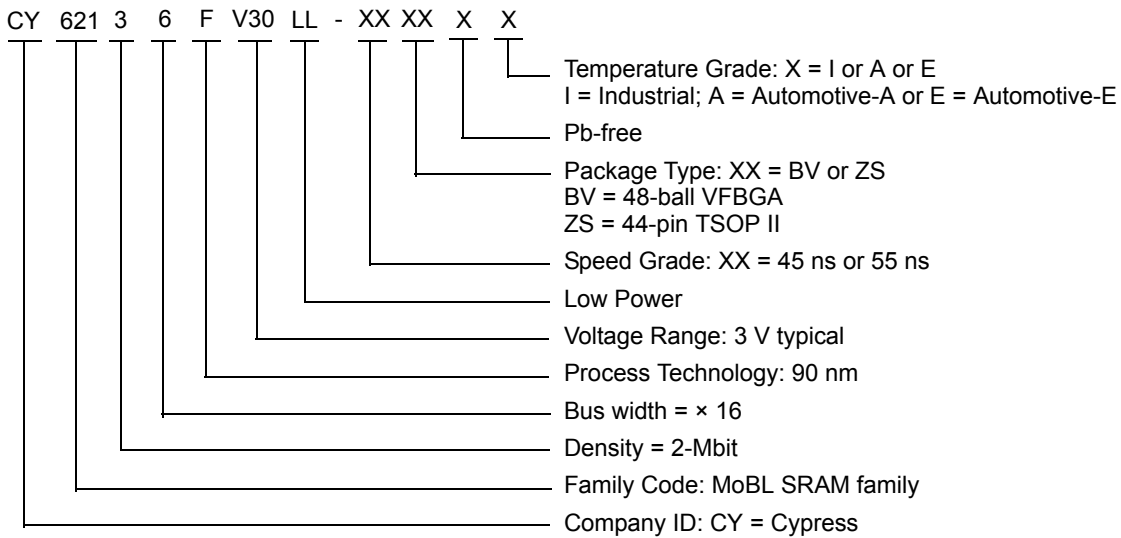 CY 621 3 6 F V30 LL - XX XX X X
Temperature Grade: X = I or A or E
I = Industrial; A = Automotive-A or E = Automotive-E
Pb-free
Package Type: XX = BV or ZS
BV = 48-ball VFBGA
ZS = 44-pin TSOP II
Speed Grade: XX = 45 ns or 55 ns
Low Power
Voltage Range: 3 V typical
Process Technology: 90 nm
Bus width = × 16
Density = 2-Mbit
Family Code: MoBL SRAM family
Company ID: CY = Cypress